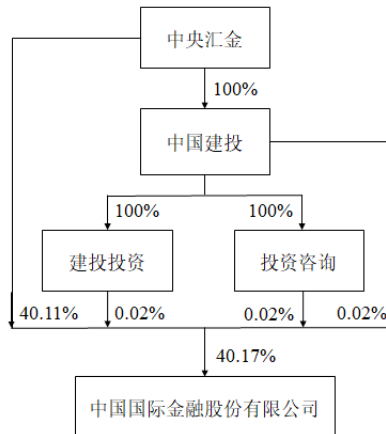 中央汇金
100%
中国建投
100%
100%
建投投资
投资咨询
40.11%
0.02%
0.02%
0.02%
40.17%
中国国际金融股份有限公司